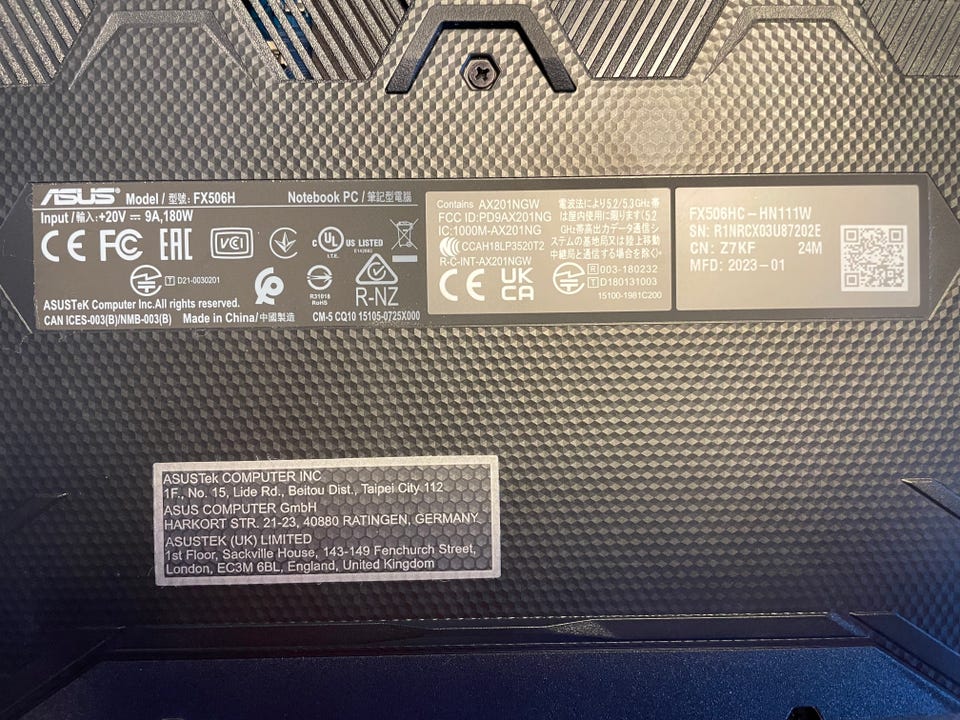 ASUS Model / 型號: FX506H Notebook PC / 筆記型電腦
Input / 輸入:+20V ⎓ 9A,180W
CE FC EAC VCI C UL US LISTED
I.T.E. E142682
T D21-0030201
R31018
RoHS
R-NZ
ASUSTeK Computer Inc.All rights reserved.
CAN ICES-003(B)/NMB-003(B) Made in China/中國製造 CM-5 CQ10 15105-0725X000
Contains AX201NGW
FCC ID:PD9AX201NG
IC:1000M-AX201NG
CCAH18LP3520T2
R-C-INT-AX201NGW
CE UKCA
電波法により5.2/5.3GHz帯
は屋内使用に限ります(5.2
GHz帯高出力データ通信シ
ステムの基地局又は陸上移動
中継局と通信する場合を除く。)
R 003-180232
T D180131003
15100-1981C200
FX506HC-HN111W
SN: R1NRCX03U87202E
CN: Z7KF 24M
MFD: 2023-01
ASUSTek COMPUTER INC
1F., No. 15, Lide Rd., Beitou Dist., Taipei City 112
ASUS COMPUTER GmbH
HARKORT STR. 21-23, 40880 RATINGEN, GERMANY
ASUSTEK (UK) LIMITED
1st Floor, Sackville House, 143-149 Fenchurch Street,
London, EC3M 6BL, England, United Kingdom